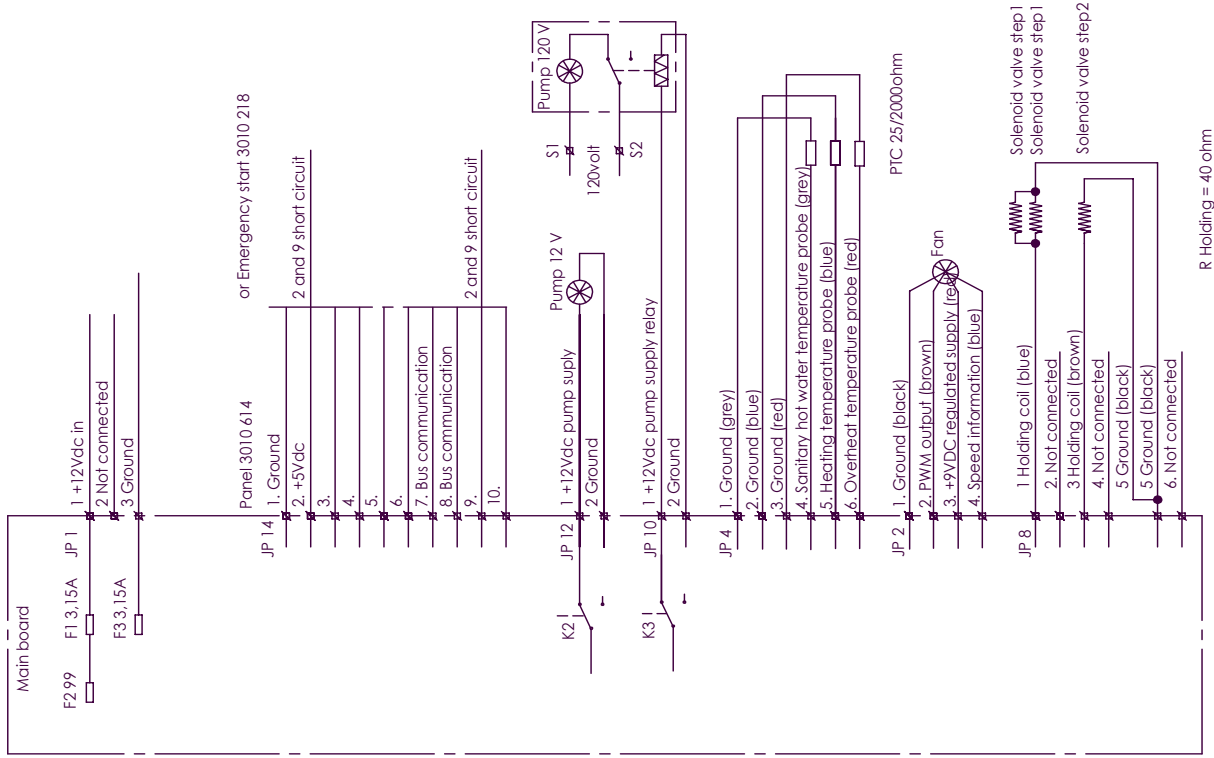 Main board
F2 99
F1 3,15A
F3 3,15A
JP 1
1 +12Vdc in
2 Not connected
3 Ground
Panel 3010 614
or Emergency start 3010 218
JP 14
1. Ground
2. +5Vdc
3.
4.
5.
6.
7. Bus communication
8. Bus communication
9.
10.
2 and 9 short circuit
2 and 9 short circuit
K2
JP 12
1 +12Vdc pump suply
2 Ground
Pump 12 V
K3
JP 10
1 +12Vdc pump supply relay
2 Ground
S1
120volt
S2
Pump 120 V
JP 4
1. Ground (grey)
2. Ground (blue)
3. Ground (red)
4. Sanitary hot water temperature probe (grey)
5. Heating temperature probe (blue)
6. Overheat temperature probe (red)
PTC 25/2000ohm
JP 2
1. Ground (black)
2. PWM output (brown)
3. +9VDC regulated supply (red)
4. Speed information (blue)
Fan
JP 8
1 Holding coil (blue)
2. Not connected
3 Holding coil (brown)
4. Not connected
5 Ground (black)
5 Ground (black)
6. Not connected
Solenoid valve step1
Solenoid valve step1
Solenoid valve step2
R Holding = 40 ohm